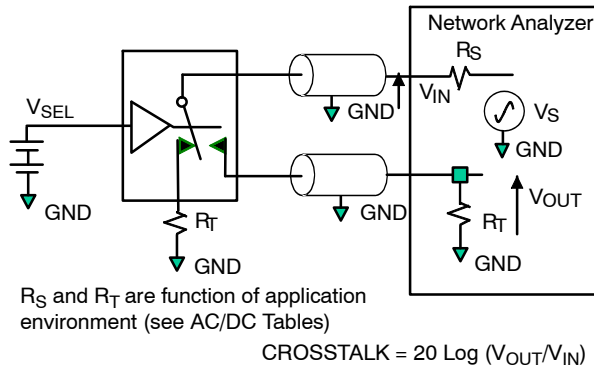 Network Analyzer
R_S
V_SEL
GND
V_IN
V_S
GND
GND
R_T
GND
GND
V_OUT
R_T
GND
R_S and R_T are function of application
environment (see AC/DC Tables)
CROSSTALK = 20 Log (V_OUT/V_IN)